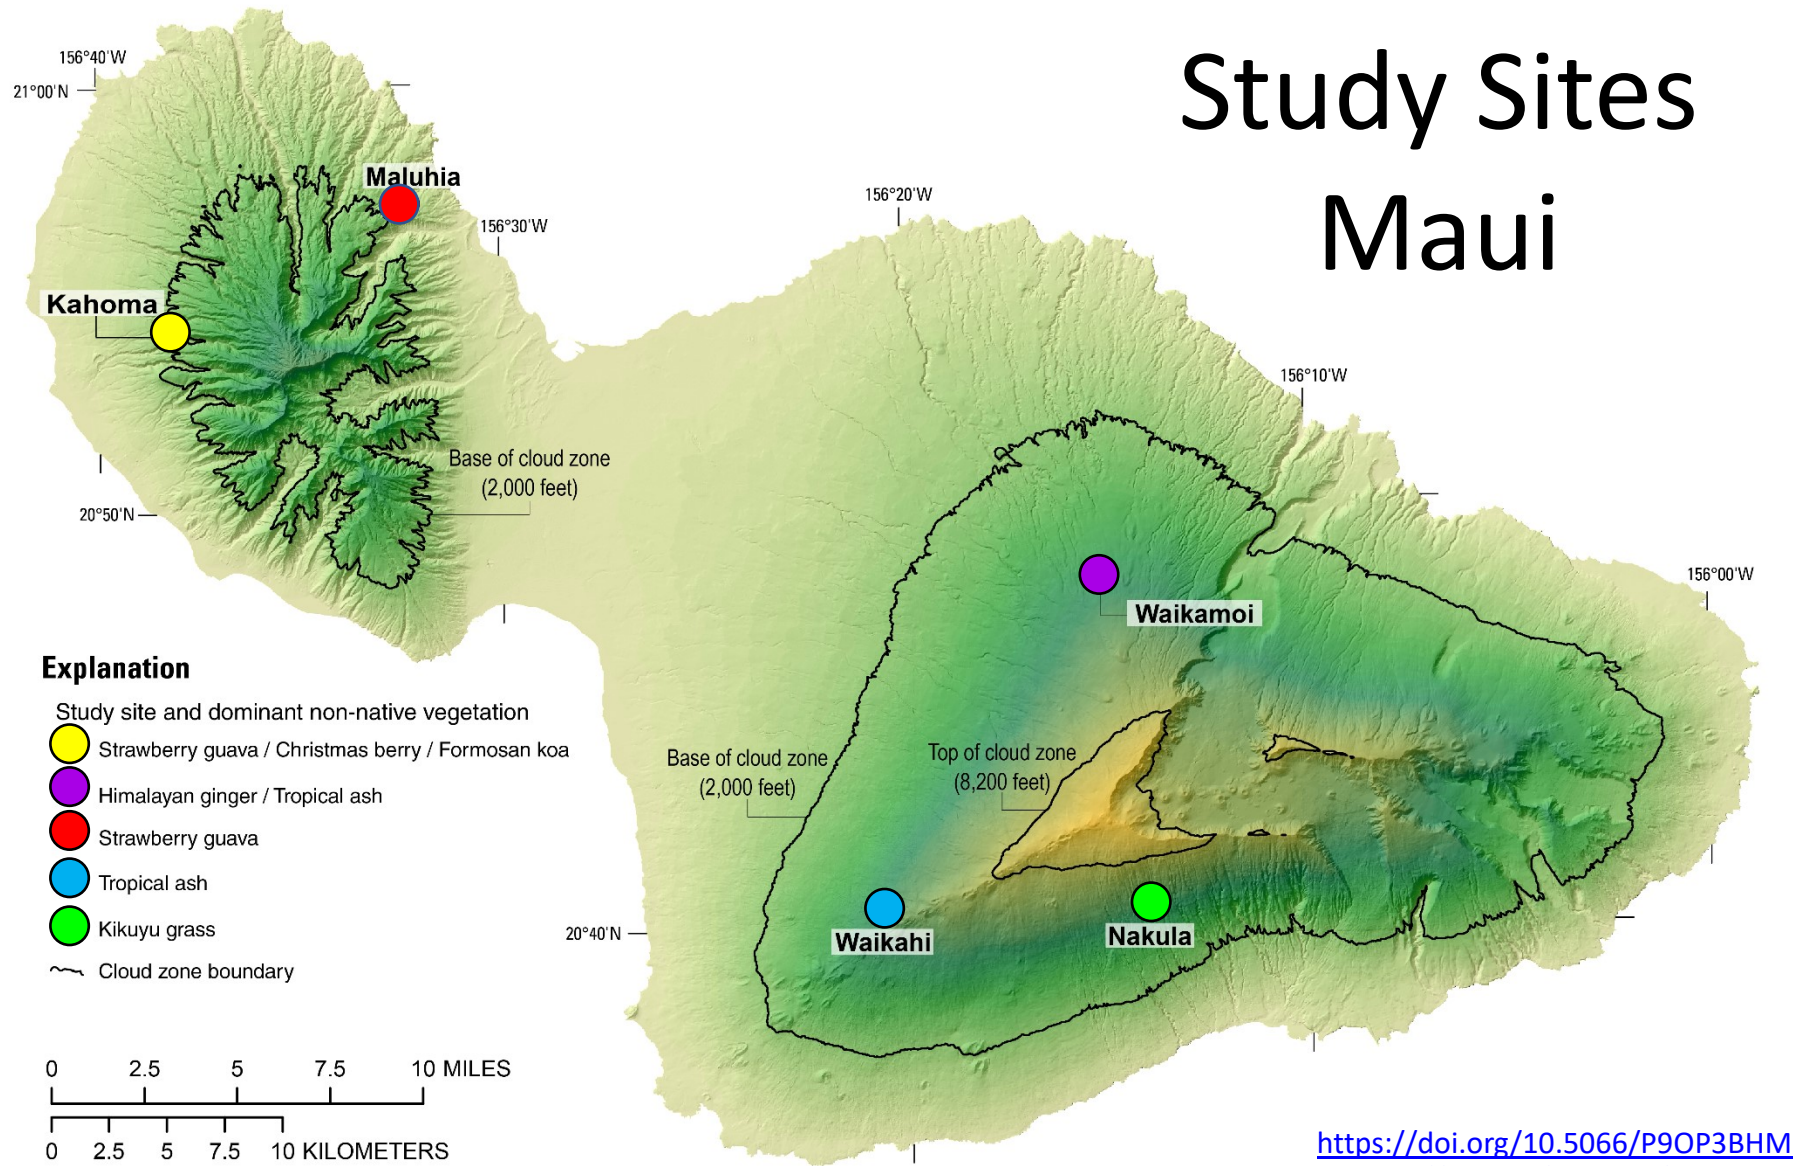 Study Sites
Maui
156°40'W
21°00'N
Maluhia
156°30'W
156°20'W
Kahoma
156°10'W
Base of cloud zone
(2,000 feet)
20°50'N
156°00'W
Waikamoi
Explanation
Study site and dominant non-native vegetation
Strawberry guava / Christmas berry / Formosan koa
Himalayan ginger / Tropical ash
Strawberry guava
Tropical ash
Kikuyu grass
Cloud zone boundary
Base of cloud zone
(2,000 feet)
Top of cloud zone
(8,200 feet)
20°40'N
Waikahi
Nakula
0 2.5 5 7.5 10 MILES
0 2.5 5 7.5 10 KILOMETERS
https://doi.org/10.5066/P9OP3BHM